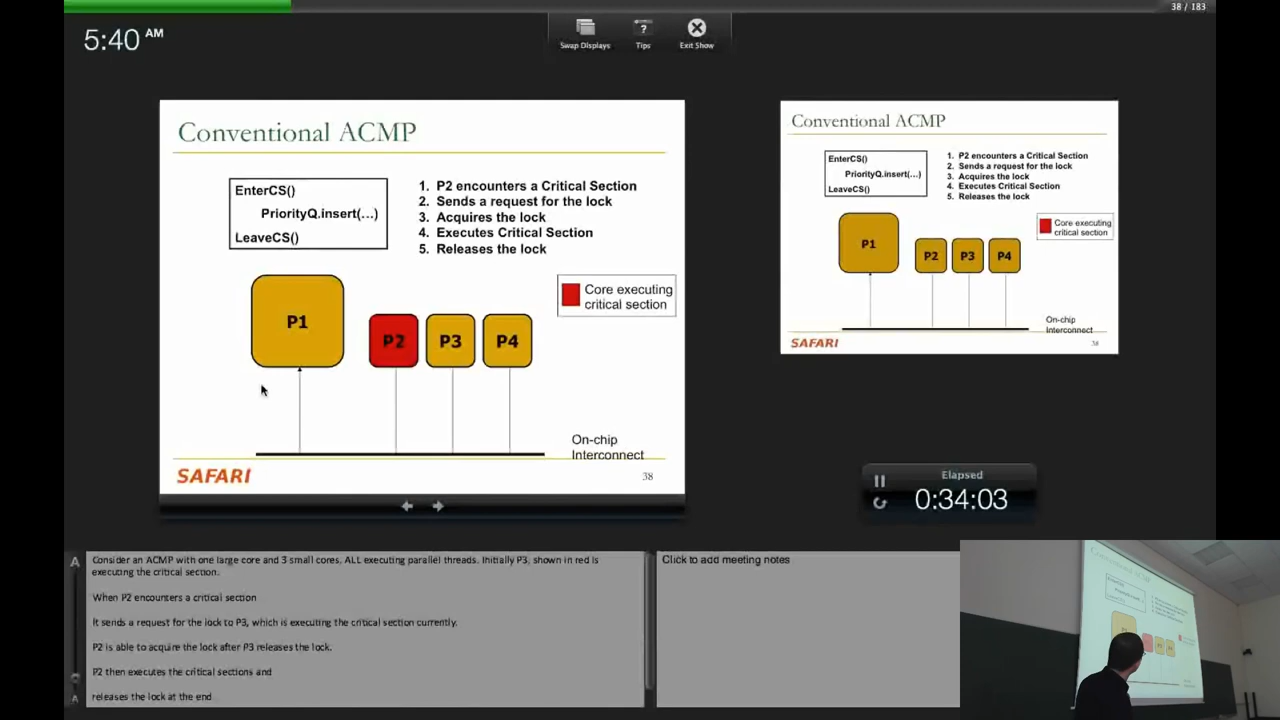 38 / 183
5:40 AM
Swap Displays
Tips
Exit Show
Conventional ACMP
EnterCS()
PriorityQ.insert(…)
LeaveCS()
1. P2 encounters a Critical Section
2. Sends a request for the lock
3. Acquires the lock
4. Executes Critical Section
5. Releases the lock
Core executing
critical section
P1
P2
P3
P4
On-chip
Interconnect
SAFARI
38
Conventional ACMP
EnterCS()
PriorityQ.insert(…)
LeaveCS()
1. P2 encounters a Critical Section
2. Sends a request for the lock
3. Acquires the lock
4. Executes Critical Section
5. Releases the lock
Core executing
critical section
P1
P2
P3
P4
On-chip
Interconnect
SAFARI
38
Elapsed
0:34:03
A
A
Consider an ACMP with one large core and 3 small cores, ALL executing parallel threads. Initially P3, shown in red is
executing the critical section.
When P2 encounters a critical section
It sends a request for the lock to P3, which is executing the critical section currently.
P2 is able to acquire the lock after P3 releases the lock.
P2 then executes the critical sections and
releases the lock at the end
Click to add meeting notes
Conventional ACMP